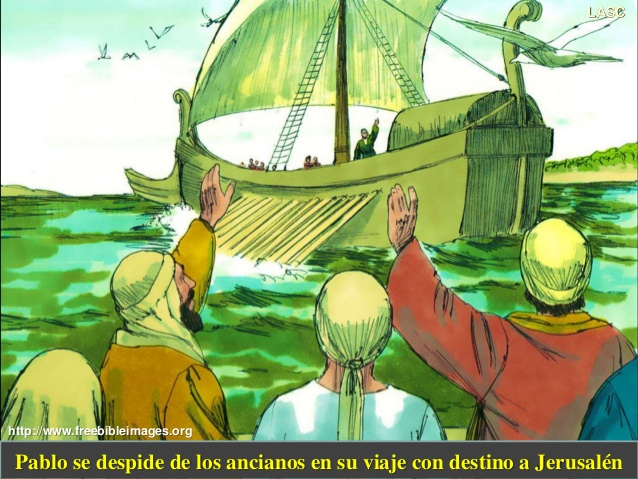 LASC
http://www.freebibleimages.org
Pablo se despide de los ancianos en su viaje con destino a Jerusalén